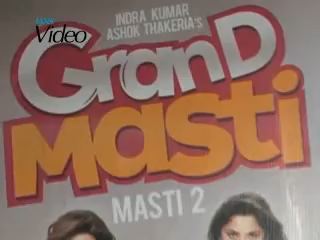 Video
INDRA KUMAR
ASHOK THAKERIA'S
GranD
MasTi
MASTI 2